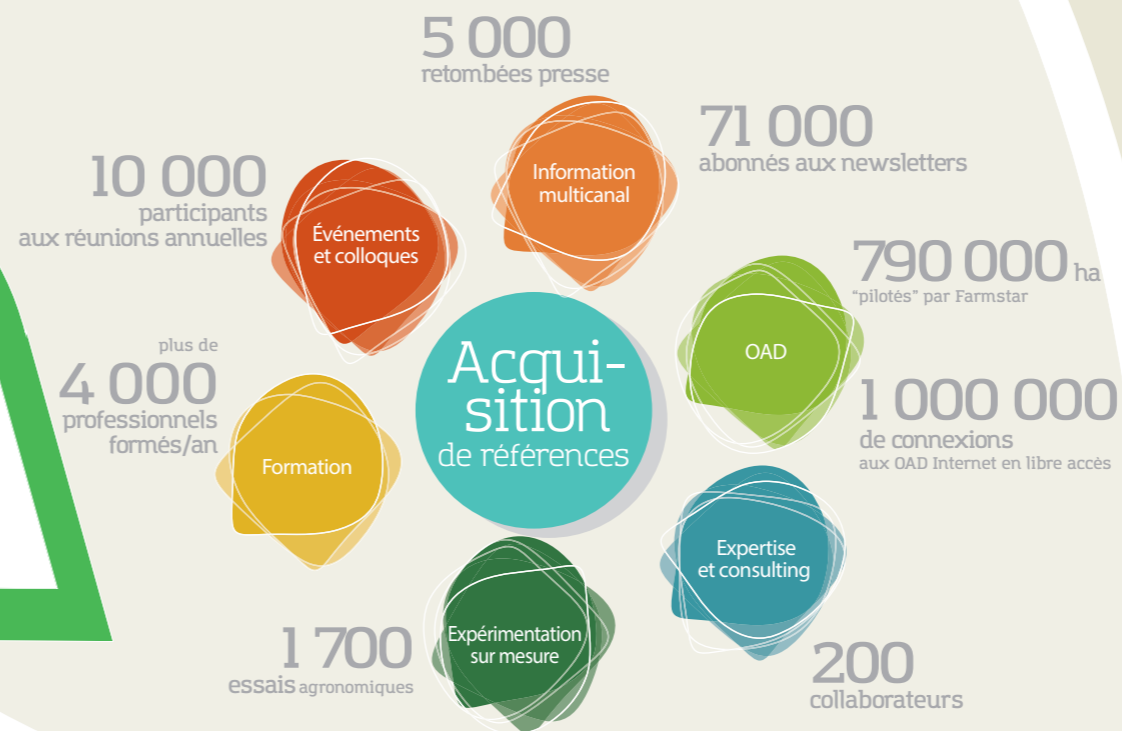 5 000
retombées presse
71 000
abonnés aux newsletters
Information
multicanal
10 000
participants
aux réunions annuelles
Événements
et colloques
790 000 ha
“pilotés” par Farmstar
OAD
1 000 000
de connexions
aux OAD Internet en libre accès
Acqui-
sition
de références
plus de
4 000
professionnels
formés/an
Formation
Expertise
et consulting
200
collaborateurs
Expérimentation
sur mesure
1 700
essais agronomiques